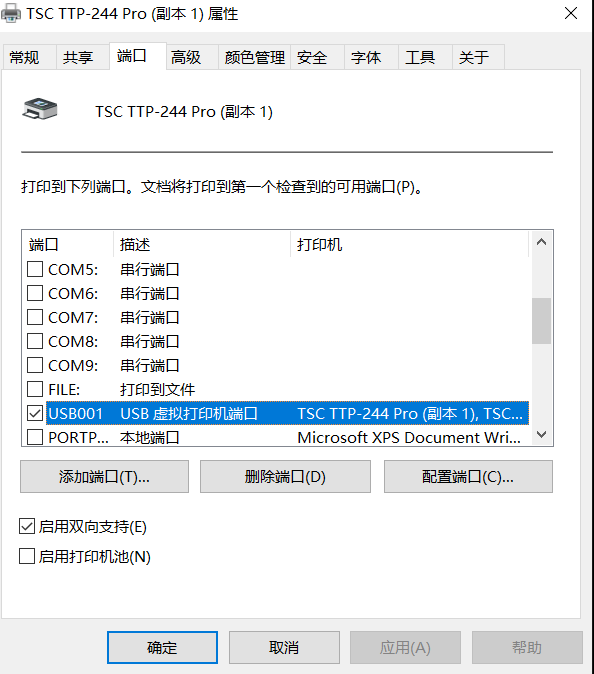 TSC TTP-244 Pro (副本 1) 属性
常规 共享 端口 高级 颜色管理 安全 字体 工具 关于
TSC TTP-244 Pro (副本 1)
打印到下列端口。文档将打印到第一个检查到的可用端口(P)。
端口 描述 打印机
COM5: 串行端口
COM6: 串行端口
COM7: 串行端口
COM8: 串行端口
COM9: 串行端口
FILE: 打印到文件
USB001 USB 虚拟打印机端口 TSC TTP-244 Pro (副本 1), TSC...
PORTP... 本地端口 Microsoft XPS Document Wri...
添加端口(T)... 删除端口(D) 配置端口(C)...
启用双向支持(E)
启用打印机池(N)
确定 取消 应用(A) 帮助